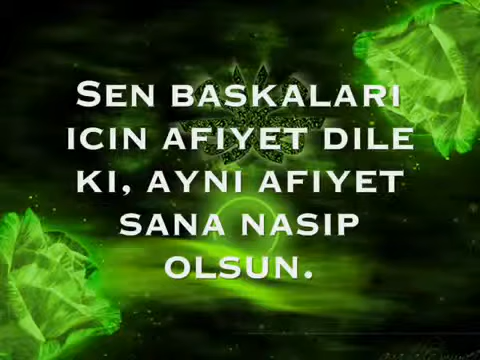 SEN BASKALARI
ICIN AFIYET DILE
KI, AYNI AFIYET
SANA NASIP
OLSUN.